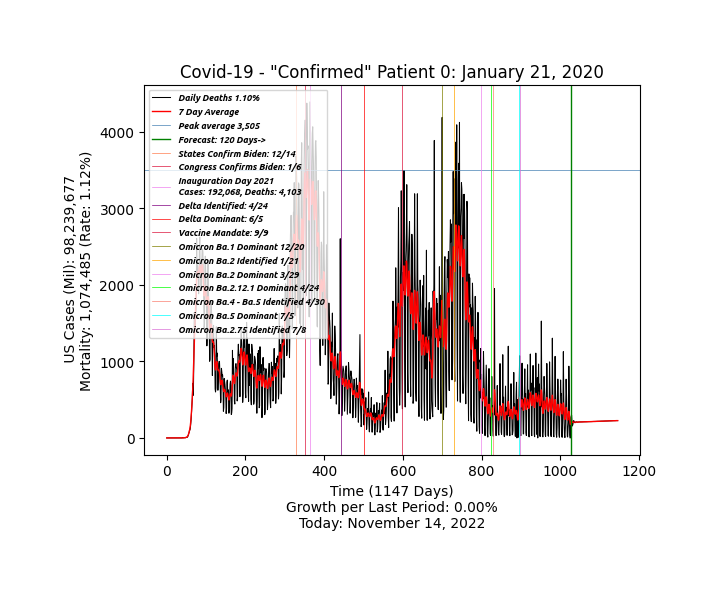 Covid-19 - "Confirmed" Patient 0: January 21, 2020
Daily Deaths 1.10%
7 Day Average
Peak average 3,505
Forecast: 120 Days->
States Confirm Biden: 12/14
Congress Confirms Biden: 1/6
Inauguration Day 2021
Cases: 192,068, Deaths: 4,103
Delta Identified: 4/24
Delta Dominant: 6/5
Vaccine Mandate: 9/9
Omicron Ba.1 Dominant 12/20
Omicron Ba.2 Identified 1/21
Omicron Ba.2 Dominant 3/29
Omicron Ba.2.12.1 Dominant 4/24
Omicron Ba.4 - Ba.5 Identified 4/30
Omicron Ba.5 Dominant 7/5
Omicron Ba.2.75 Identified 7/8
4000
3000
2000
1000
0
US Cases (Mil): 98,239,677
Mortality: 1,074,485 (Rate: 1.12%)
0 200 400 600 800 1000 1200
Time (1147 Days)
Growth per Last Period: 0.00%
Today: November 14, 2022